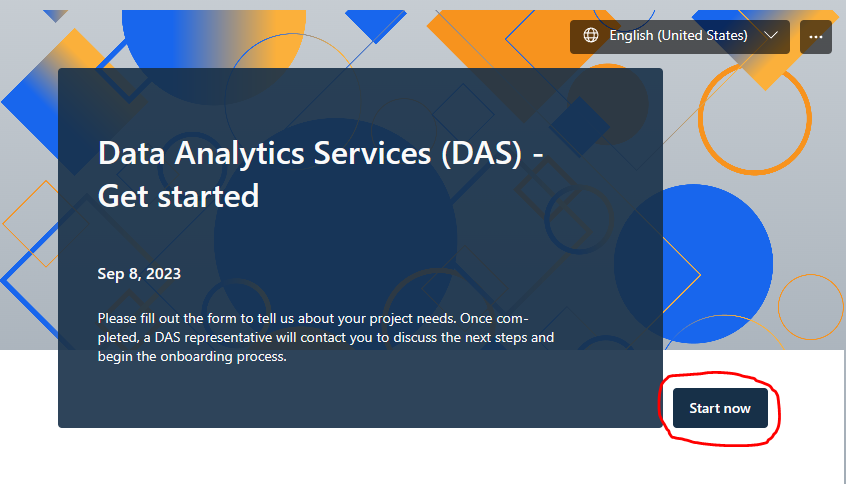 English (United States)
Data Analytics Services (DAS) -
Get started
Sep 8, 2023
Please fill out the form to tell us about your project needs. Once com-
pleted, a DAS representative will contact you to discuss the next steps and
begin the onboarding process.
Start now